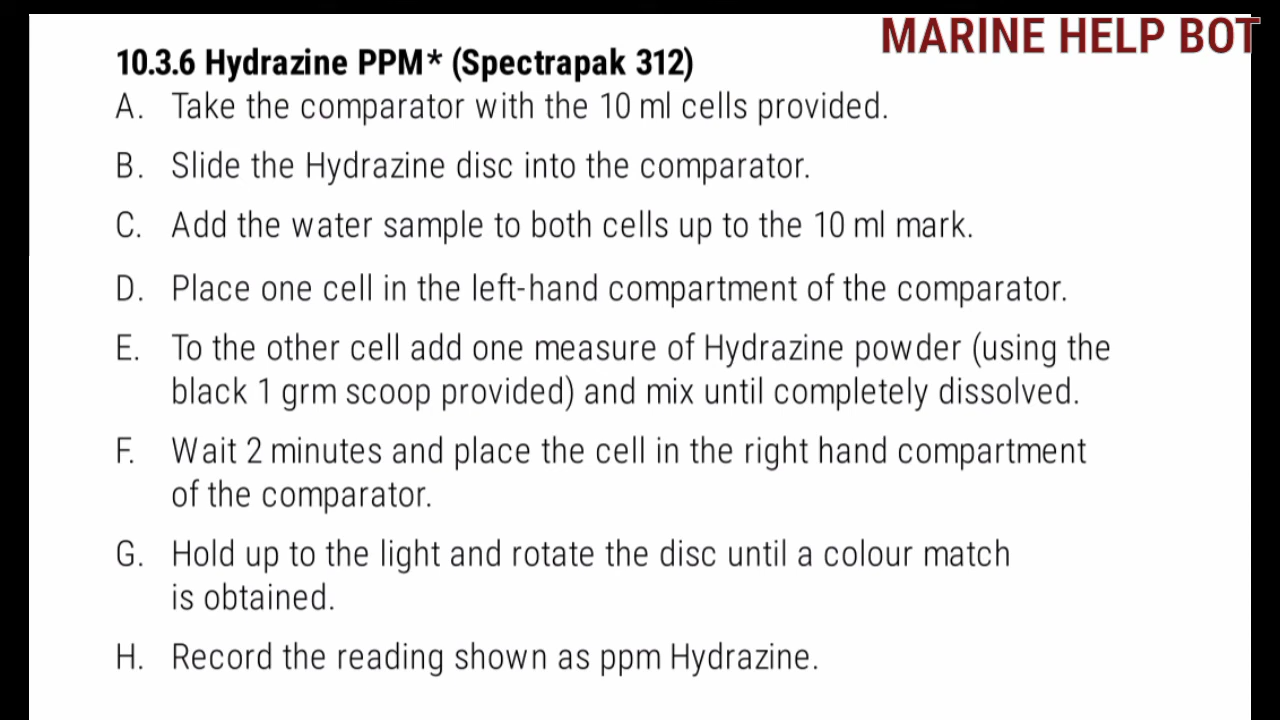 MARINE HELP BOT
10.3.6 Hydrazine PPM* (Spectrapak 312)
A. Take the comparator with the 10 ml cells provided.
B. Slide the Hydrazine disc into the comparator.
C. Add the water sample to both cells up to the 10 ml mark.
D. Place one cell in the left-hand compartment of the comparator.
E. To the other cell add one measure of Hydrazine powder (using the
black 1 grm scoop provided) and mix until completely dissolved.
F. Wait 2 minutes and place the cell in the right hand compartment
of the comparator.
G. Hold up to the light and rotate the disc until a colour match
is obtained.
H. Record the reading shown as ppm Hydrazine.